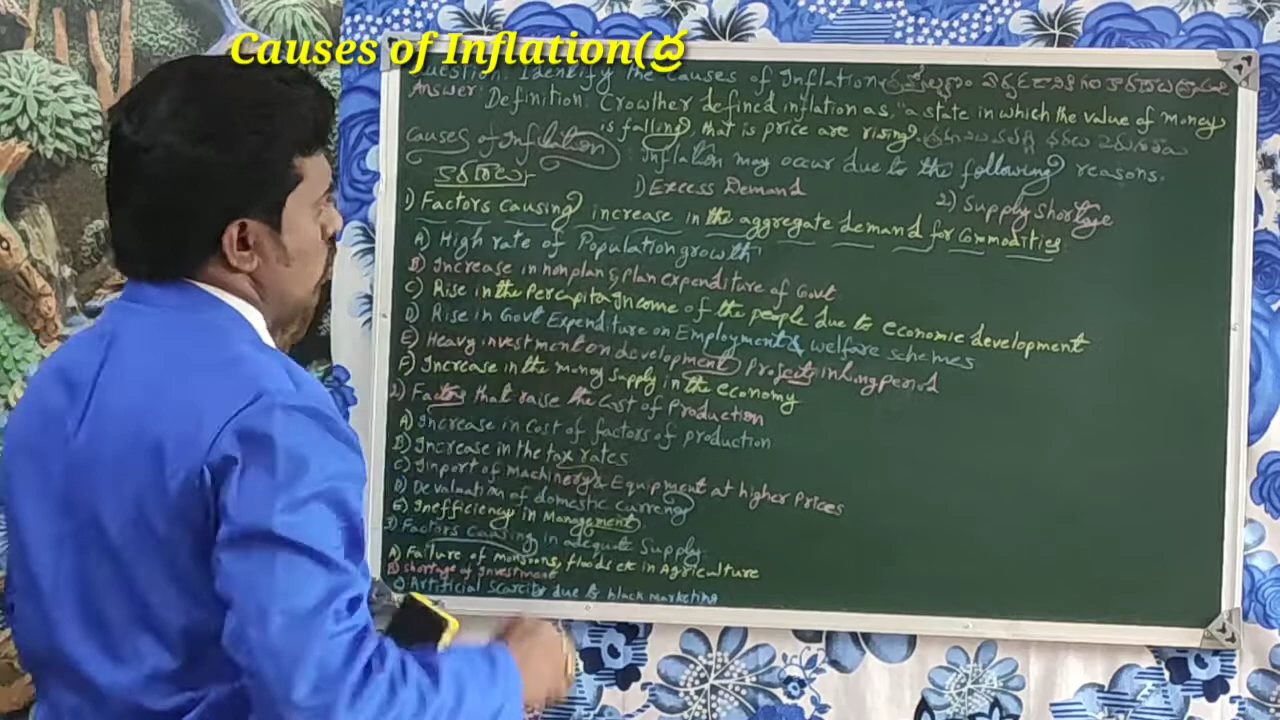 Causes of Inflation(ద్ర
Question: Identify the Causes of Inflation
Answer: Definition: Crowther defined inflation as, "a state in which the value of money
is falling, that is price are rising.
Causes of Inflation : Inflation may occur due to the following reasons.
కారణాలు:- 1) Excess Demand 2) Supply Shortage
1) Factors causing increase in the aggregate demand for Commodities
A) High rate of Population growth
B) Increase in non plan & Plan expenditure of Govt
C) Rise in the Percapita Income of the people due to economic development
D) Rise in Govt Expenditure on Employment & welfare schemes
E) Heavy investment on development Projects in long period
F) Increase in the money supply in the economy
2) Factors that raise the Cost of Production
A) Increase in Cost of factors of production
B) Increase in the tax rates
C) Import of Machinery & Equipment at higher Prices
D) Devaluation of domestic currency
E) Inefficiency in Management
3) Factors Causing in adequate Supply
A) Failure of monsoons, floods etc in Agriculture
B) Shortage of Investment
C) Artificial Scarcity due to black marketing